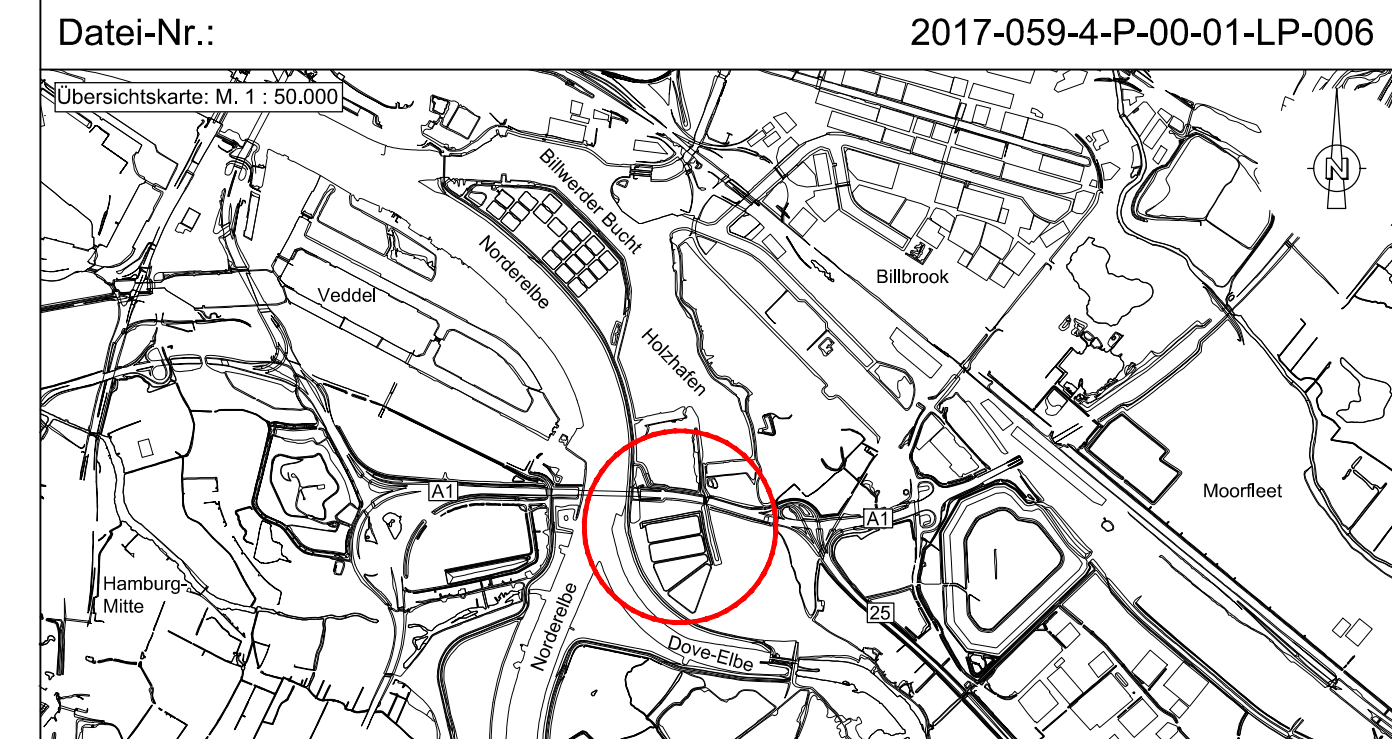 Datei-Nr.: 2017-059-4-P-00-01-LP-006
Übersichtskarte: M. 1 : 50.000
N
Billwerder Bucht
Norderelbe
Veddel
Billbrook
Holzhafen
A1
A1
Moorfleet
Hamburg-
Mitte
25
Norderelbe
Dove-Elbe